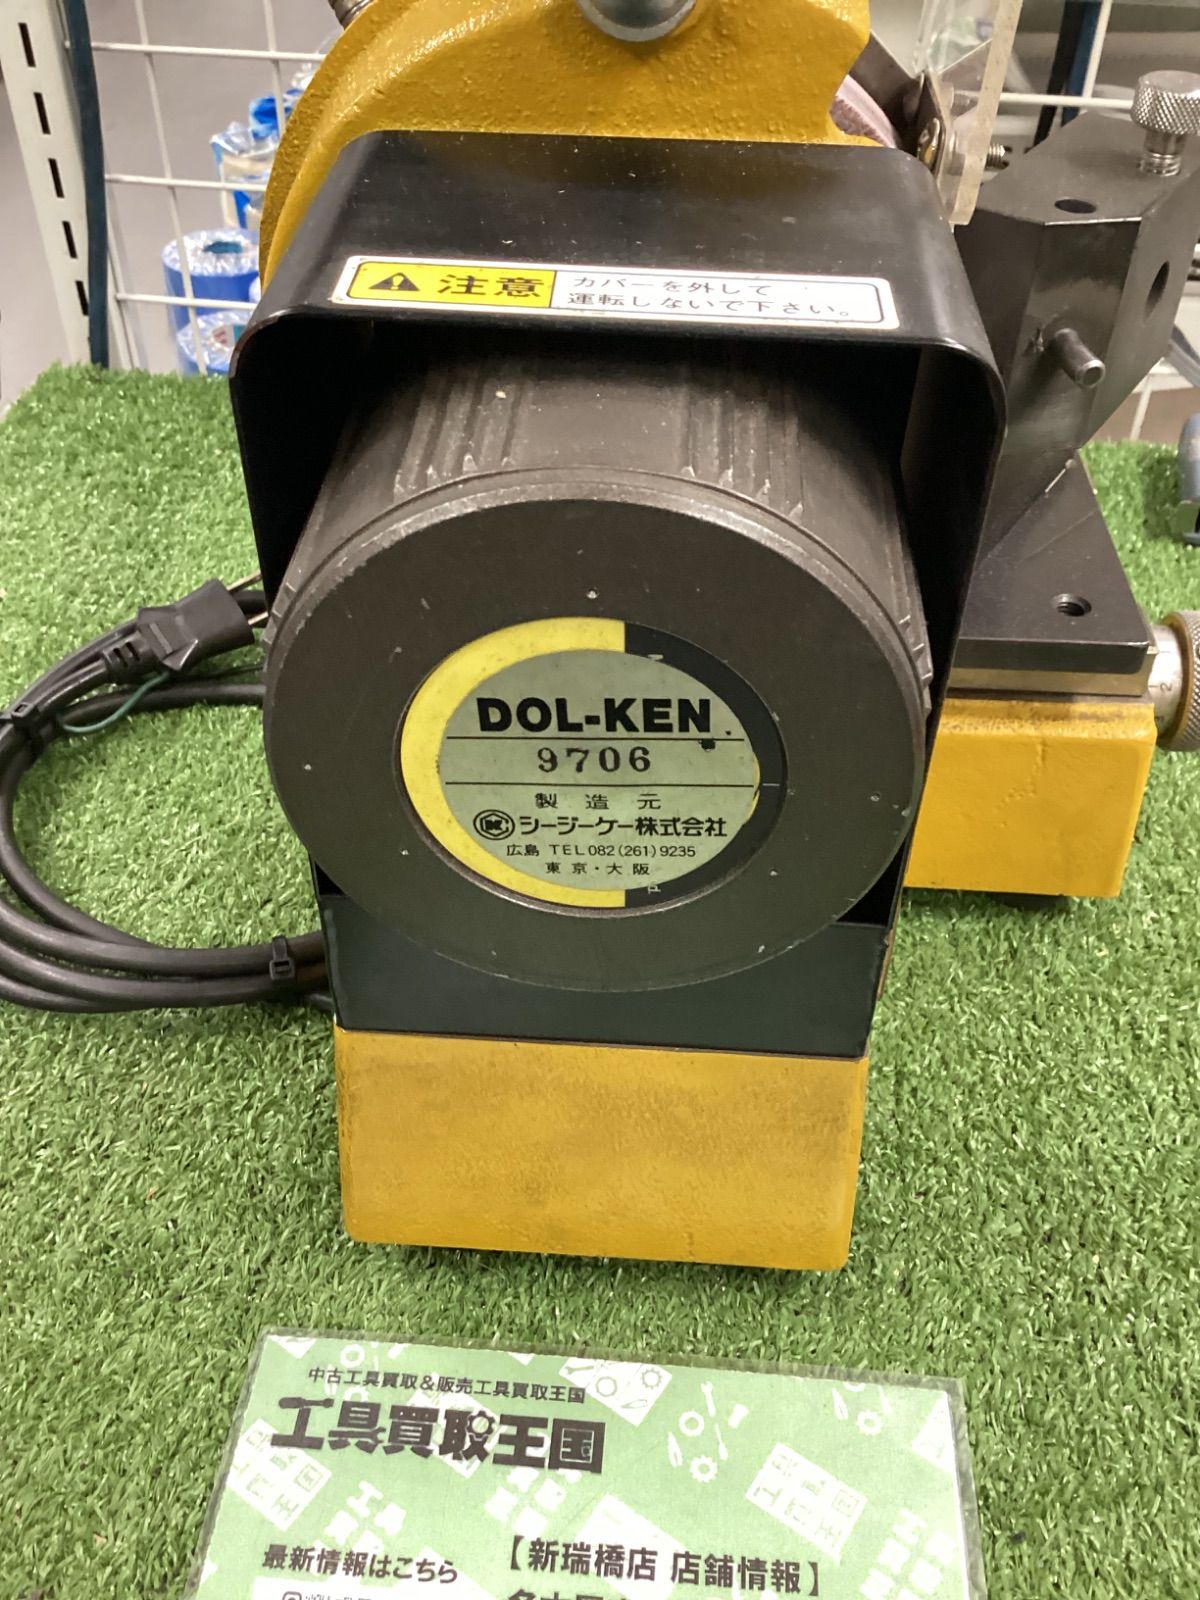 注意
カバーを外して
運転しないで下さい。
DOL-KEN
9706
製造元
シージーケー株式会社
広島 TEL 082(261)9235
東京・大阪
2
中古工具買取&販売工具買取王国
工具買取王国
最新情報はこちら
【新瑞橋店 店舗情報】